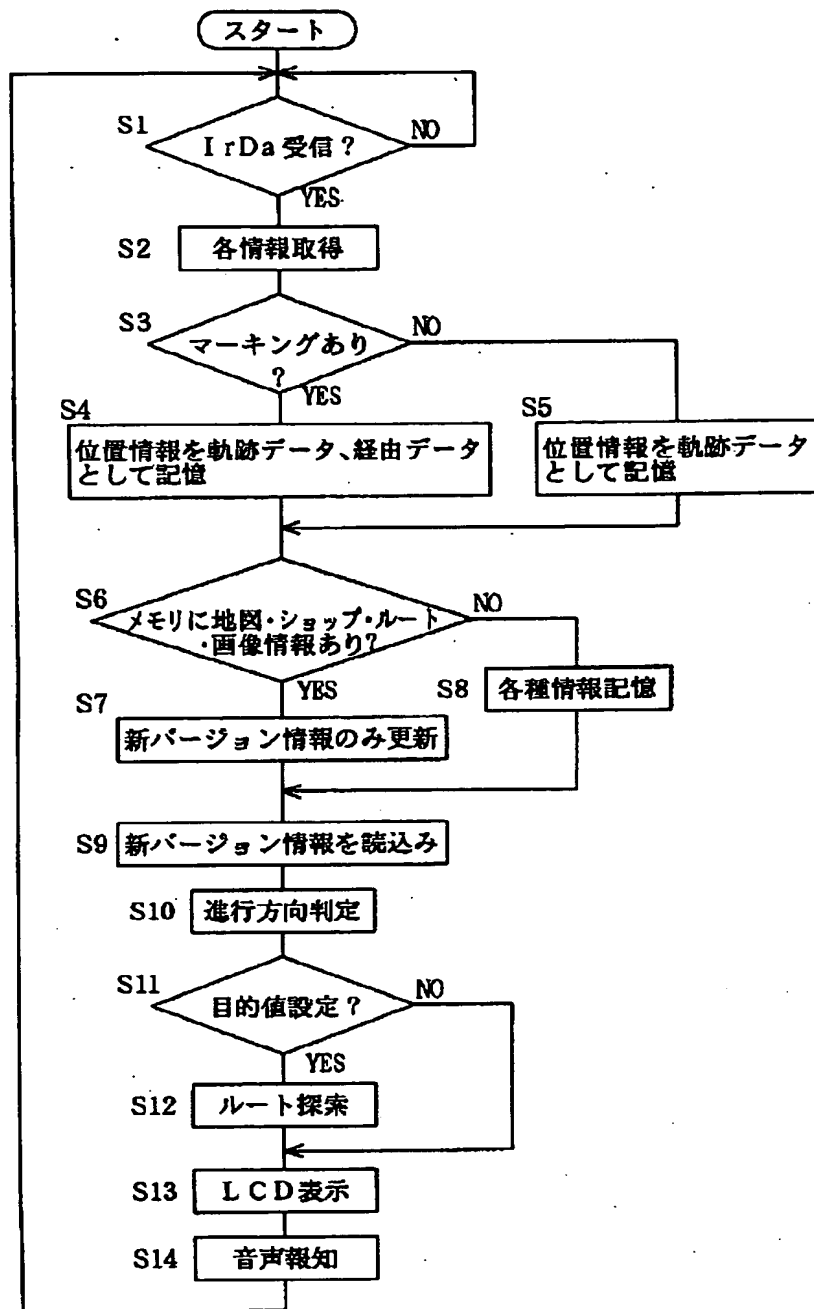 スタート
S1
IrDa受信?
NO
YES
S2
各情報取得
S3
マーキングあり
?
NO
YES
S4
位置情報を軌跡データ、経由データ
として記憶
S5
位置情報を軌跡データ
として記憶
S6
メモリに地図・ショップ・ルート
・画像情報あり?
NO
YES
S7
新バージョン情報のみ更新
S8
各種情報記憶
S9
新バージョン情報を読込み
S10
進行方向判定
S11
目的値設定?
NO
YES
S12
ルート探索
S13
LCD表示
S14
音声報知